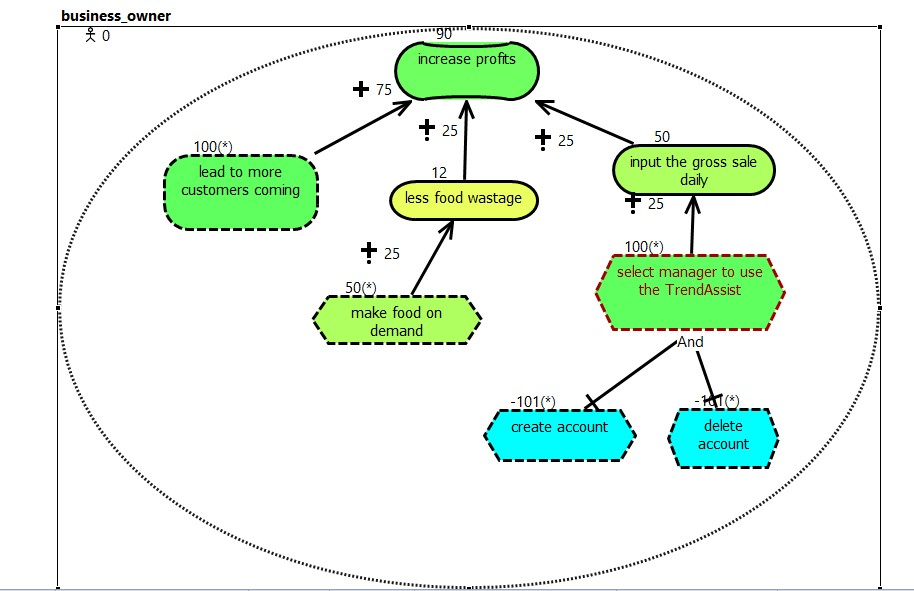 business_owner
0
90
increase profits
75
25
25
100(*)
lead to more
customers coming
12
less food wastage
50
input the gross sale
daily
25
25
50(*)
make food on
demand
100(*)
select manager to use
the TrendAssist
And
-101(*)
create account
-101(*)
delete
account